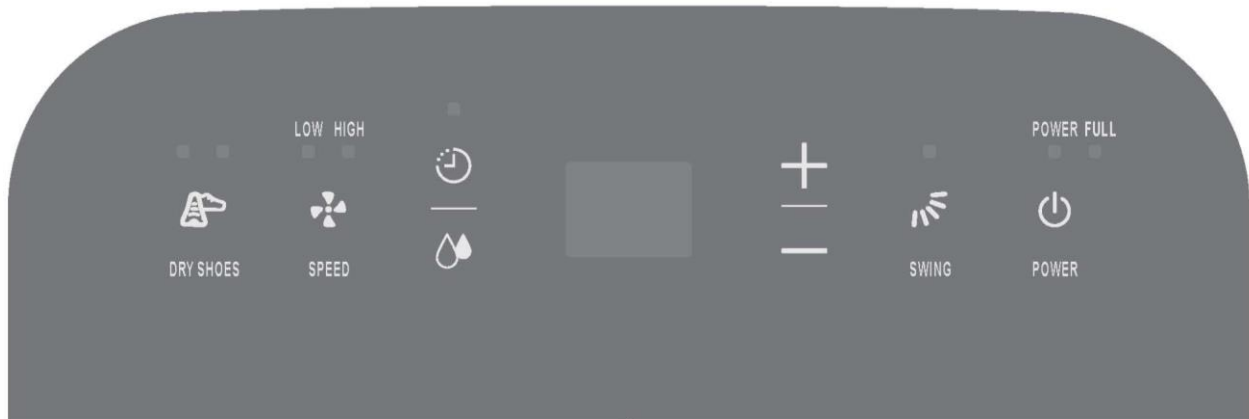 LOW HIGH
POWER FULL
DRY SHOES
SPEED
SWING
POWER